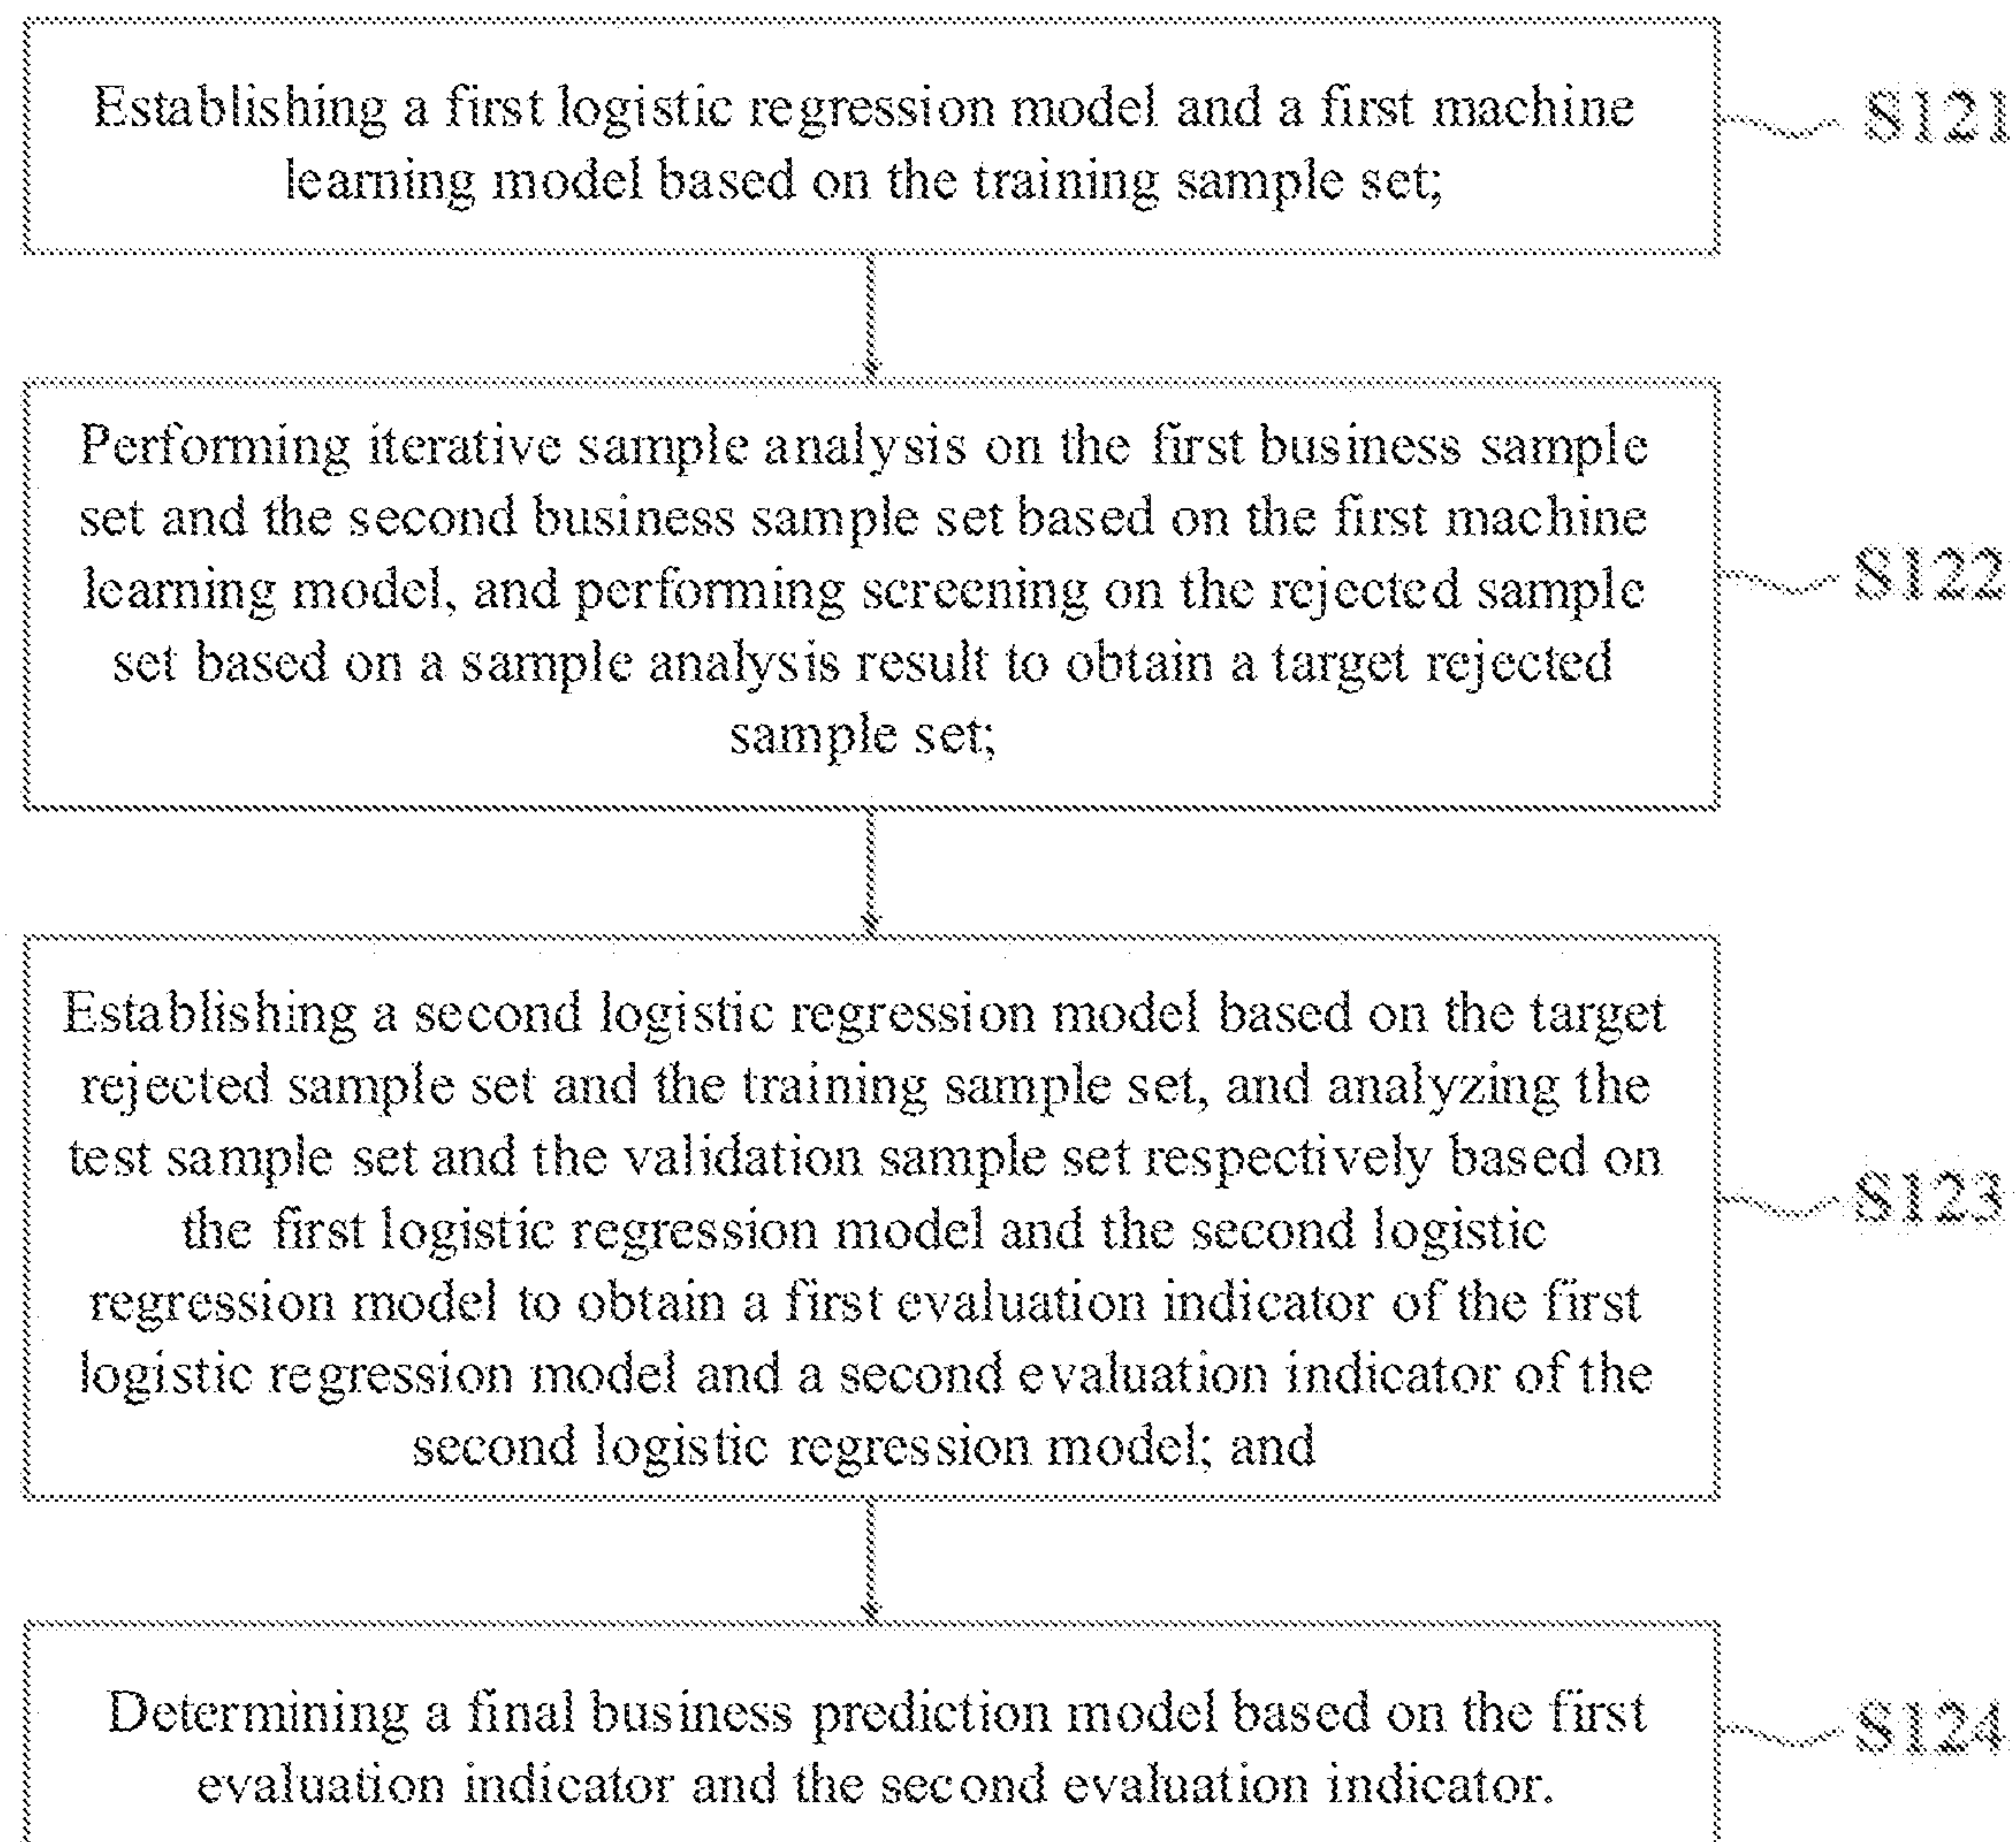 Establishing a first logistic regression model and a first machine
learning model based on the training sample set;
S121
Performing iterative sample analysis on the first business sample
set and the second business sample set based on the first machine
learning model, and performing screening on the rejected sample
set based on a sample analysis result to obtain a target rejected
sample set;
S122
Establishing a second logistic regression model based on the target
rejected sample set and the training sample set, and analyzing the
test sample set and the validation sample set respectively based on
the first logistic regression model and the second logistic
regression model to obtain a first evaluation indicator of the first
logistic regression model and a second evaluation indicator of the
second logistic regression model; and
S123
Determining a final business prediction model based on the first
evaluation indicator and the second evaluation indicator.
S124